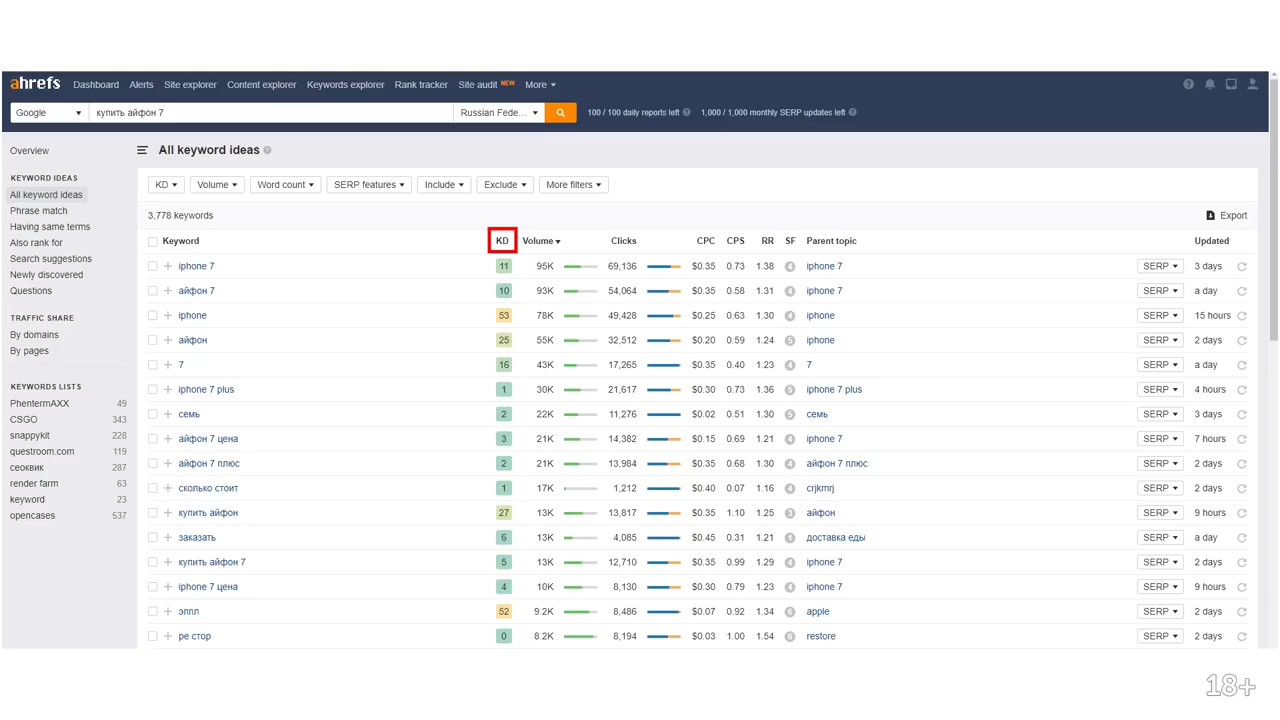 ahrefs Dashboard Alerts Site explorer Content explorer Keywords explorer Rank tracker Site audit NEW More
Google купить айфон 7 Russian Fede... 100 / 100 daily reports left 1,000 / 1,000 monthly SERP updates left
Overview
KEYWORD IDEAS
All keyword ideas
Phrase match
Having same terms
Also rank for
Search suggestions
Newly discovered
Questions
TRAFFIC SHARE
By domains
By pages
KEYWORDS LISTS
PhentermAXX 49
CSGO 343
snappykit 228
questroom.com 119
сеоквик 287
render farm 63
keyword 23
opencases 537
All keyword ideas
KD Volume Word count SERP features Include Exclude More filters
3,778 keywords Export
Keyword KD Volume Clicks CPC CPS RR SF Parent topic Updated
iphone 7 11 95K 69,136 $0.35 0.73 1.38 4 iphone 7 SERP 3 days
айфон 7 10 93K 54,064 $0.35 0.58 1.31 4 iphone 7 SERP a day
iphone 53 78K 49,428 $0.25 0.63 1.30 4 iphone SERP 15 hours
айфон 25 55K 32,512 $0.20 0.59 1.24 5 iphone SERP 2 days
7 16 43K 17,265 $0.35 0.40 1.23 4 7 SERP a day
iphone 7 plus 1 30K 21,617 $0.30 0.73 1.36 5 iphone 7 plus SERP 4 hours
семь 2 22K 11,276 $0.02 0.51 1.30 5 семь SERP 3 days
айфон 7 цена 3 21K 14,382 $0.15 0.69 1.21 4 iphone 7 SERP 7 hours
айфон 7 плюс 2 21K 13,984 $0.35 0.68 1.30 4 айфон 7 плюс SERP 2 days
сколько стоит 1 17K 1,212 $0.40 0.07 1.16 4 crjkmrj SERP 2 days
купить айфон 27 13K 13,817 $0.35 1.10 1.25 3 айфон SERP 9 hours
заказать 6 13K 4,085 $0.45 0.31 1.21 1 доставка еды SERP a day
купить айфон 7 5 13K 12,710 $0.35 0.99 1.29 4 iphone 7 SERP 2 days
iphone 7 цена 4 10K 8,130 $0.30 0.79 1.23 4 iphone 7 SERP 9 hours
эппл 52 9.2K 8,486 $0.07 0.92 1.34 6 apple SERP 2 days
ре стор 0 8.2K 8,194 $0.03 1.00 1.54 6 restore SERP 2 days
18+